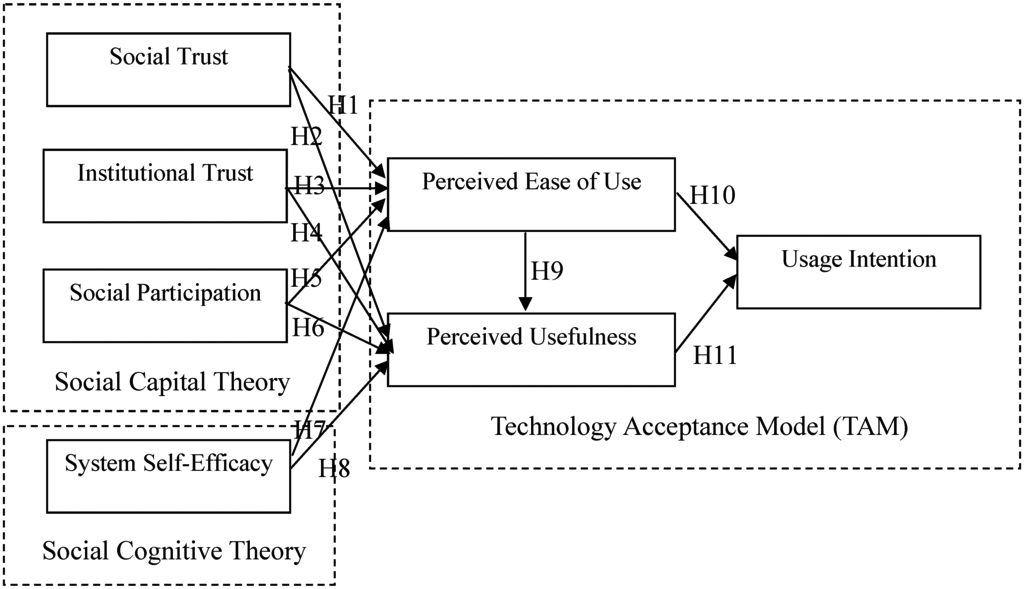 Social Trust
H1
H2
Institutional Trust
H3
Perceived Ease of Use
H10
H4
Usage Intention
Social Participation
H5
H9
H6
Perceived Usefulness
H11
Social Capital Theory
Technology Acceptance Model (TAM)
H7
System Self-Efficacy
H8
Social Cognitive Theory